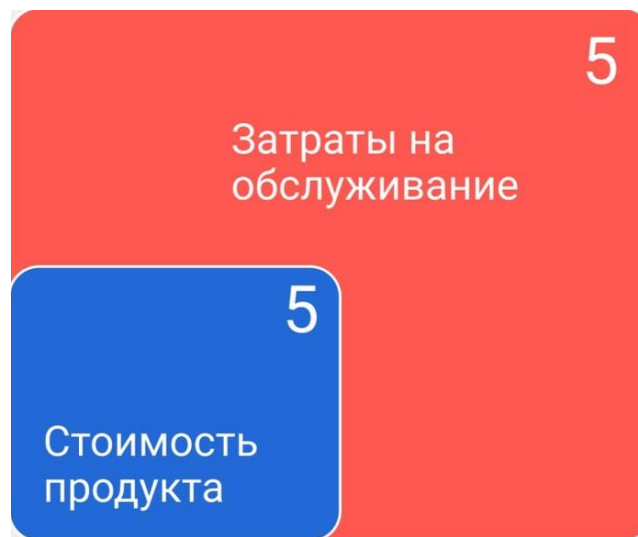 5
Затраты на
обслуживание
5
Стоимость
продукта